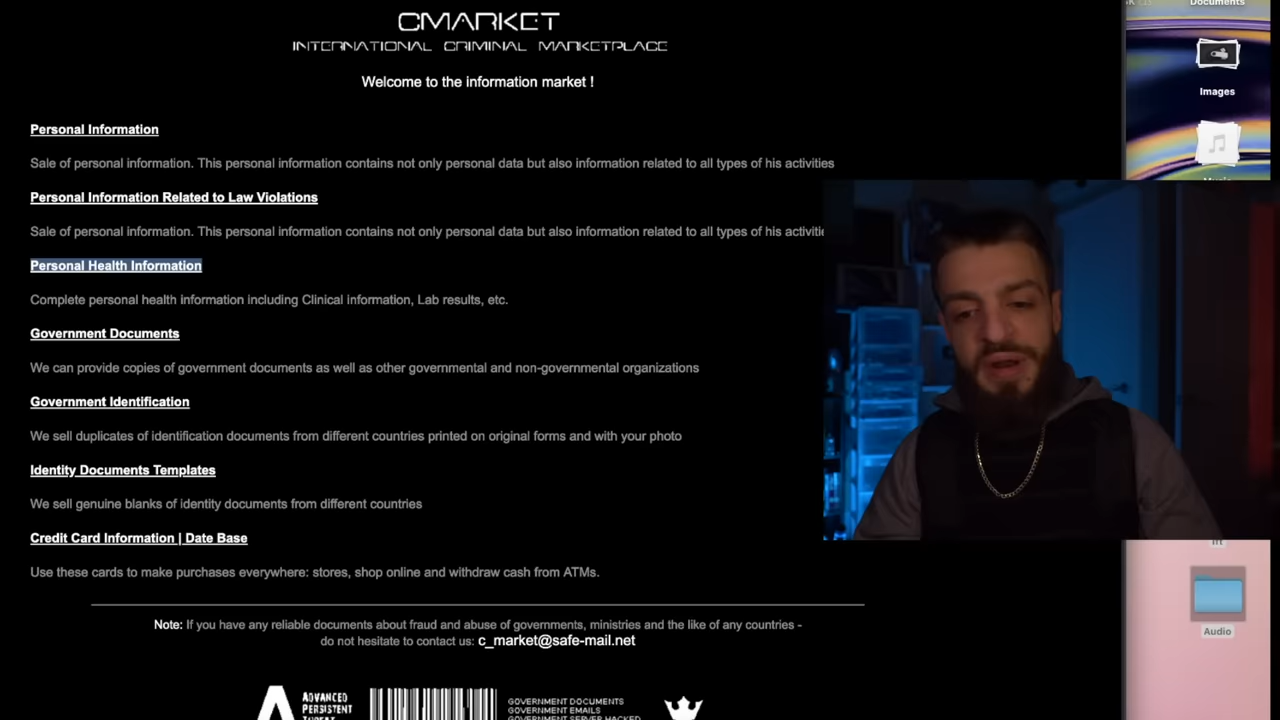 CMARKET
INTERNATIONAL CRIMINAL MARKETPLACE
Welcome to the information market !
Personal Information
Sale of personal information. This personal information contains not only personal data but also information related to all types of his activities
Personal Information Related to Law Violations
Sale of personal information. This personal information contains not only personal data but also information related to all types of his
Personal Health Information
Complete personal health information including Clinical information, Lab results, etc.
Government Documents
We can provide copies of government documents as well as other governmental and non-governmental organizations
Government Identification
We sell duplicates of identification documents from different countries printed on original forms and with your photo
Identity Documents Templates
We sell genuine blanks of identity documents from different countries
Credit Card Information | Date Base
Use these cards to make purchases everywhere: stores, shop online and withdraw cash from ATMs.
Note: If you have any reliable documents about fraud and abuse of governments, ministries and the like of any countries -
do not hesitate to contact us: c_market@safe-mail.net
ADVANCED
PERSISTENT
GOVERNMENT DOCUMENTS
GOVERNMENT EMAILS
GOVERNMENT SERVER HACKED
Documents
Images
Audio